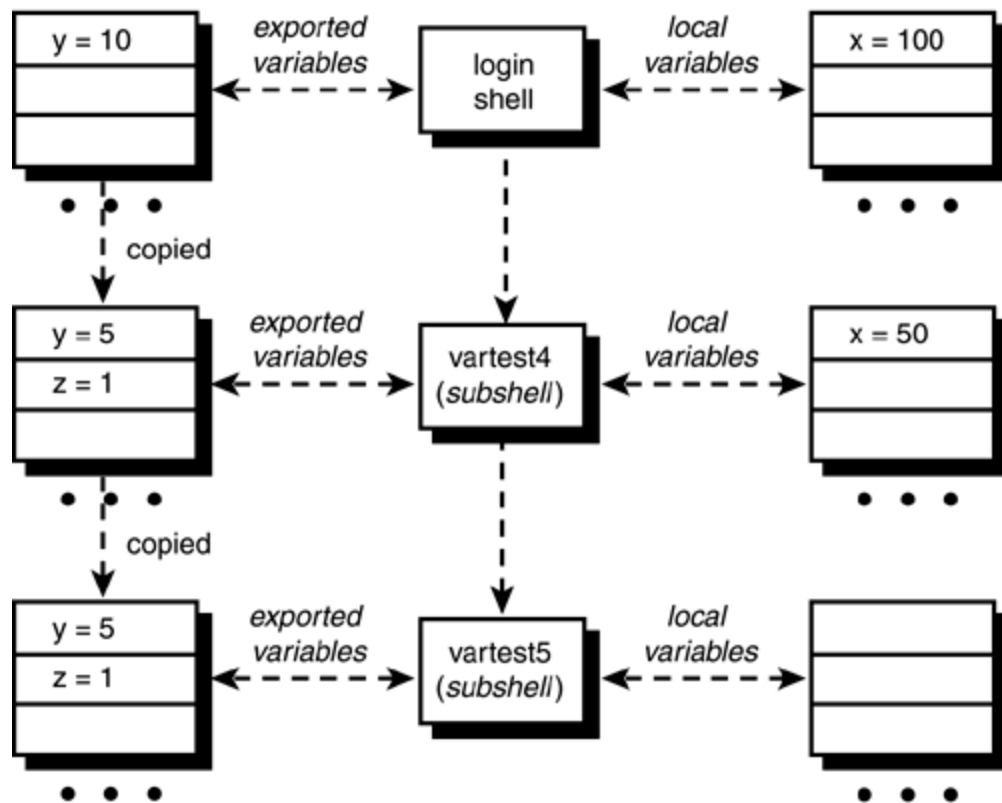 y = 10
exported
variables
login
shell
local
variables
x = 100
copied
y = 5
z = 1
exported
variables
vartest4
(subshell)
local
variables
x = 50
copied
y = 5
z = 1
exported
variables
vartest5
(subshell)
local
variables